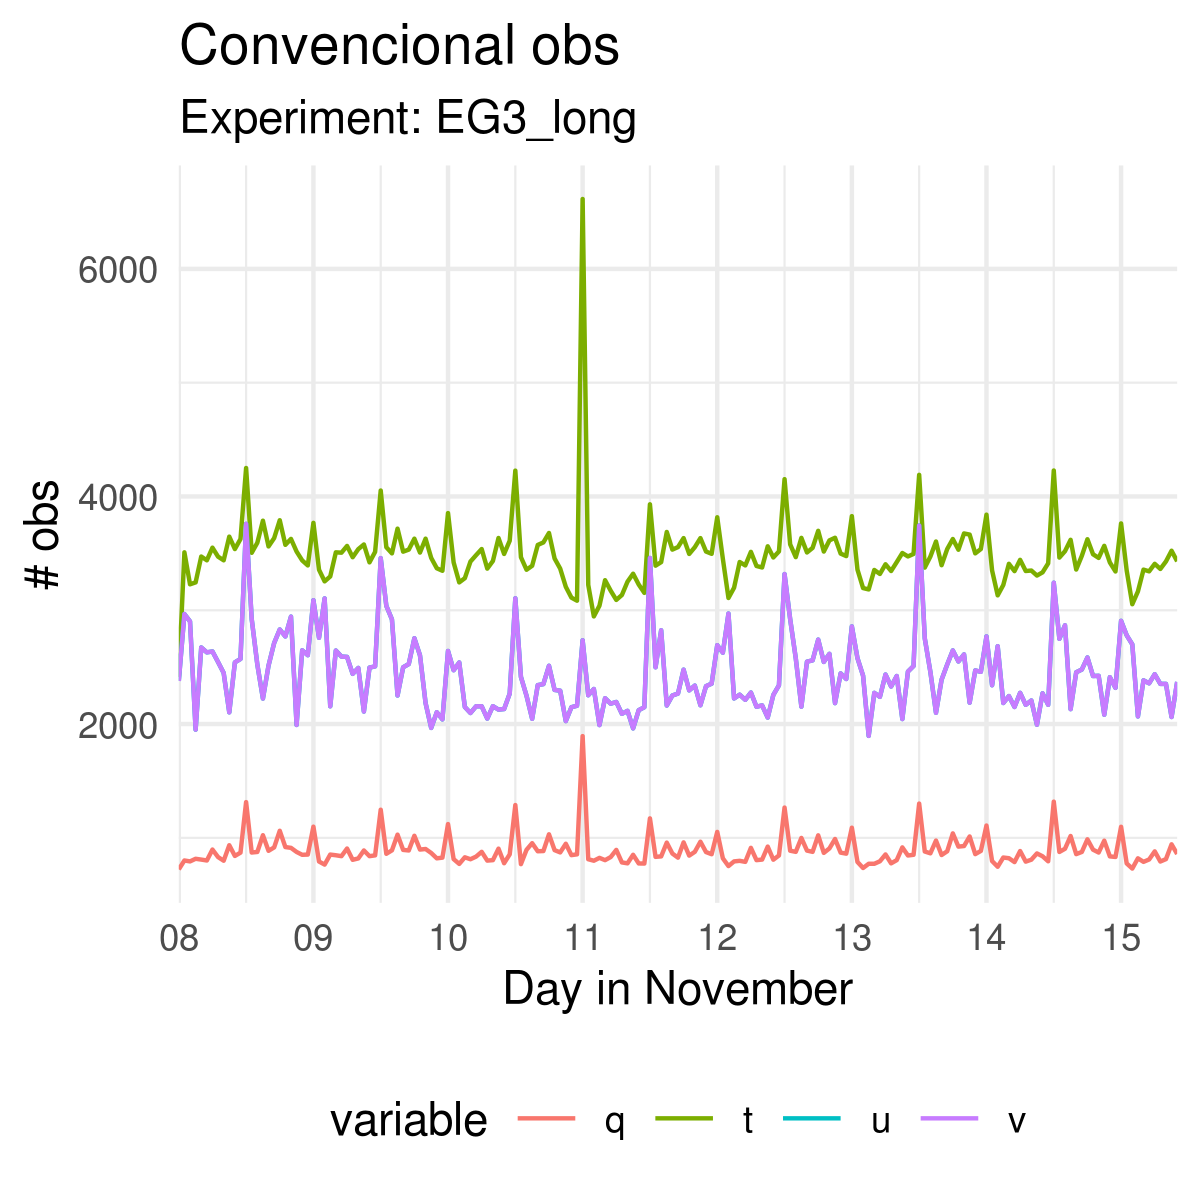 Convencional obs
Experiment: EG3_long
# obs
6000
4000
2000
08 09 10 11 12 13 14 15
Day in November
variable q t u v